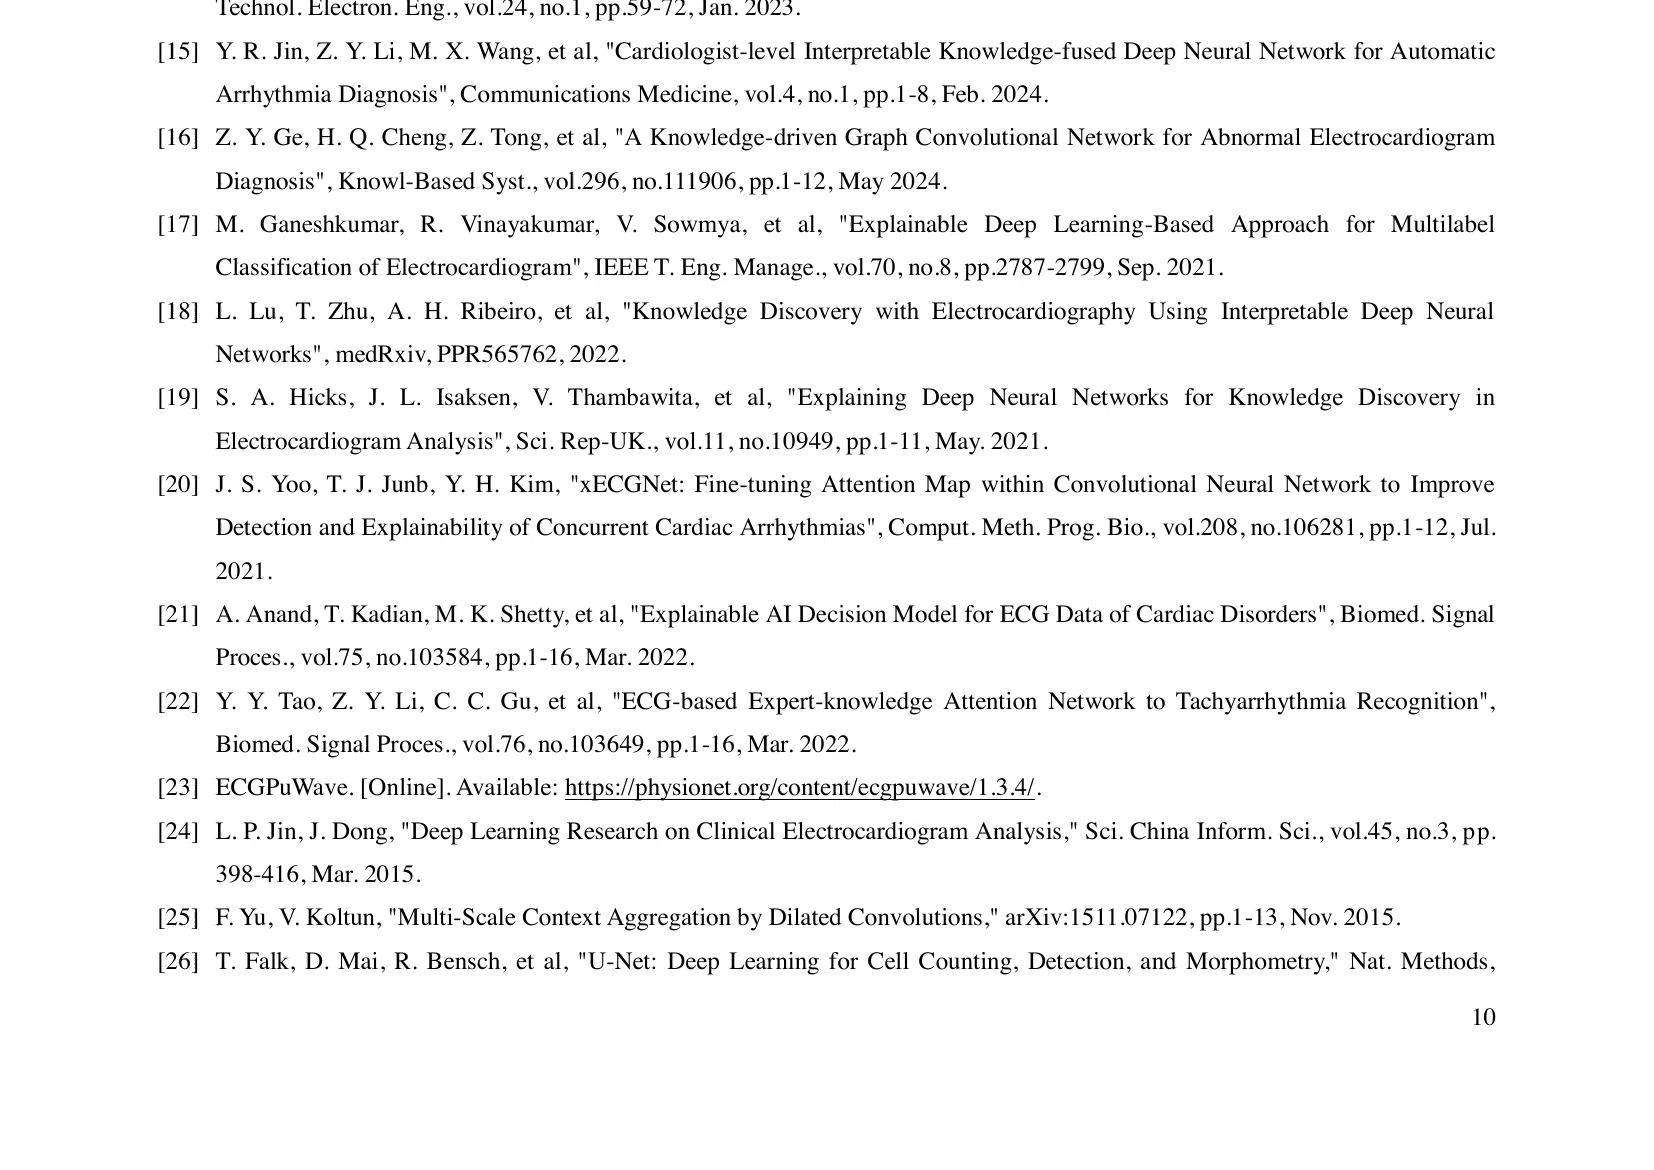 Technol. Electron. Eng., vol.24, no.1, pp.59-72, Jan. 2023.
[15] Y. R. Jin, Z. Y. Li, M. X. Wang, et al, "Cardiologist-level Interpretable Knowledge-fused Deep Neural Network for Automatic
Arrhythmia Diagnosis", Communications Medicine, vol.4, no.1, pp.1-8, Feb. 2024.
[16] Z. Y. Ge, H. Q. Cheng, Z. Tong, et al, "A Knowledge-driven Graph Convolutional Network for Abnormal Electrocardiogram
Diagnosis", Knowl-Based Syst., vol.296, no.111906, pp.1-12, May 2024.
[17] M. Ganeshkumar, R. Vinayakumar, V. Sowmya, et al, "Explainable Deep Learning-Based Approach for Multilabel
Classification of Electrocardiogram", IEEE T. Eng. Manage., vol.70, no.8, pp.2787-2799, Sep. 2021.
[18] L. Lu, T. Zhu, A. H. Ribeiro, et al, "Knowledge Discovery with Electrocardiography Using Interpretable Deep Neural
Networks", medRxiv, PPR565762, 2022.
[19] S. A. Hicks, J. L. Isaksen, V. Thambawita, et al, "Explaining Deep Neural Networks for Knowledge Discovery in
Electrocardiogram Analysis", Sci. Rep-UK., vol.11, no.10949, pp.1-11, May. 2021.
[20] J. S. Yoo, T. J. Junb, Y. H. Kim, "xECGNet: Fine-tuning Attention Map within Convolutional Neural Network to Improve
Detection and Explainability of Concurrent Cardiac Arrhythmias", Comput. Meth. Prog. Bio., vol.208, no.106281, pp.1-12, Jul.
2021.
[21] A. Anand, T. Kadian, M. K. Shetty, et al, "Explainable AI Decision Model for ECG Data of Cardiac Disorders", Biomed. Signal
Proces., vol.75, no.103584, pp.1-16, Mar. 2022.
[22] Y. Y. Tao, Z. Y. Li, C. C. Gu, et al, "ECG-based Expert-knowledge Attention Network to Tachyarrhythmia Recognition",
Biomed. Signal Proces., vol.76, no.103649, pp.1-16, Mar. 2022.
[23] ECGPuWave. [Online]. Available: https://physionet.org/content/ecgpuwave/1.3.4/.
[24] L. P. Jin, J. Dong, "Deep Learning Research on Clinical Electrocardiogram Analysis," Sci. China Inform. Sci., vol.45, no.3, pp.
398-416, Mar. 2015.
[25] F. Yu, V. Koltun, "Multi-Scale Context Aggregation by Dilated Convolutions," arXiv:1511.07122, pp.1-13, Nov. 2015.
[26] T. Falk, D. Mai, R. Bensch, et al, "U-Net: Deep Learning for Cell Counting, Detection, and Morphometry," Nat. Methods,
10